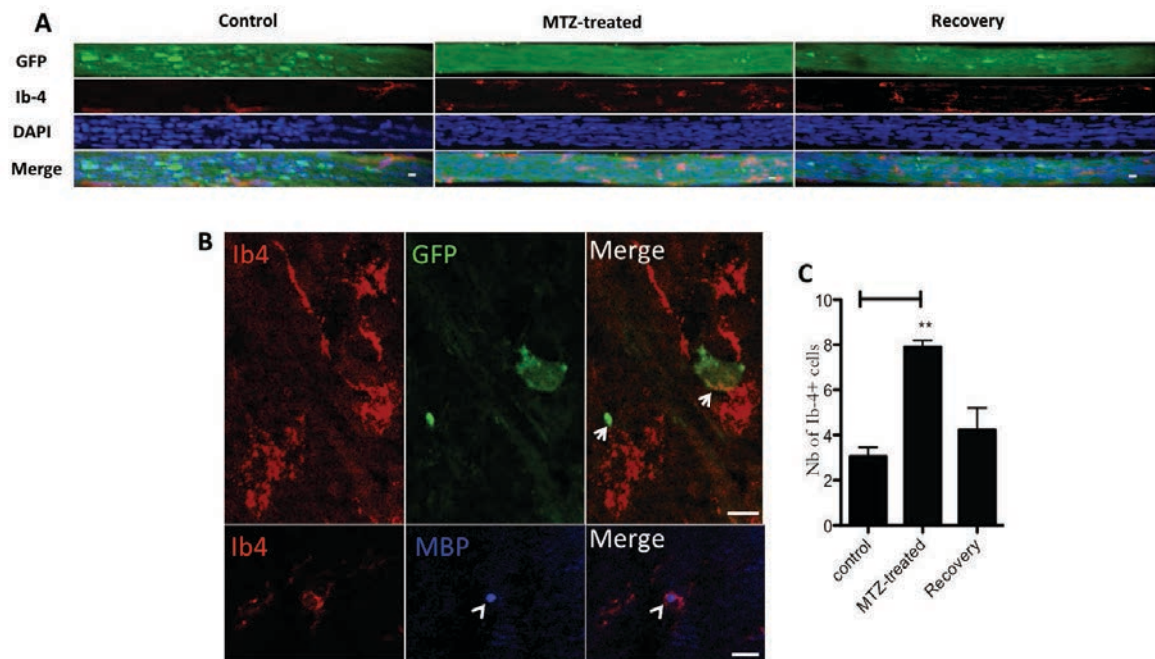 A
Control
MTZ-treated
Recovery
GFP
Ib-4
DAPI
Merge
B
Ib4
GFP
Merge
Ib4
MBP
Merge
C
Nb of Ib-4+ cells
10
8
6
4
2
0
**
control
MTZ-treated
Recovery